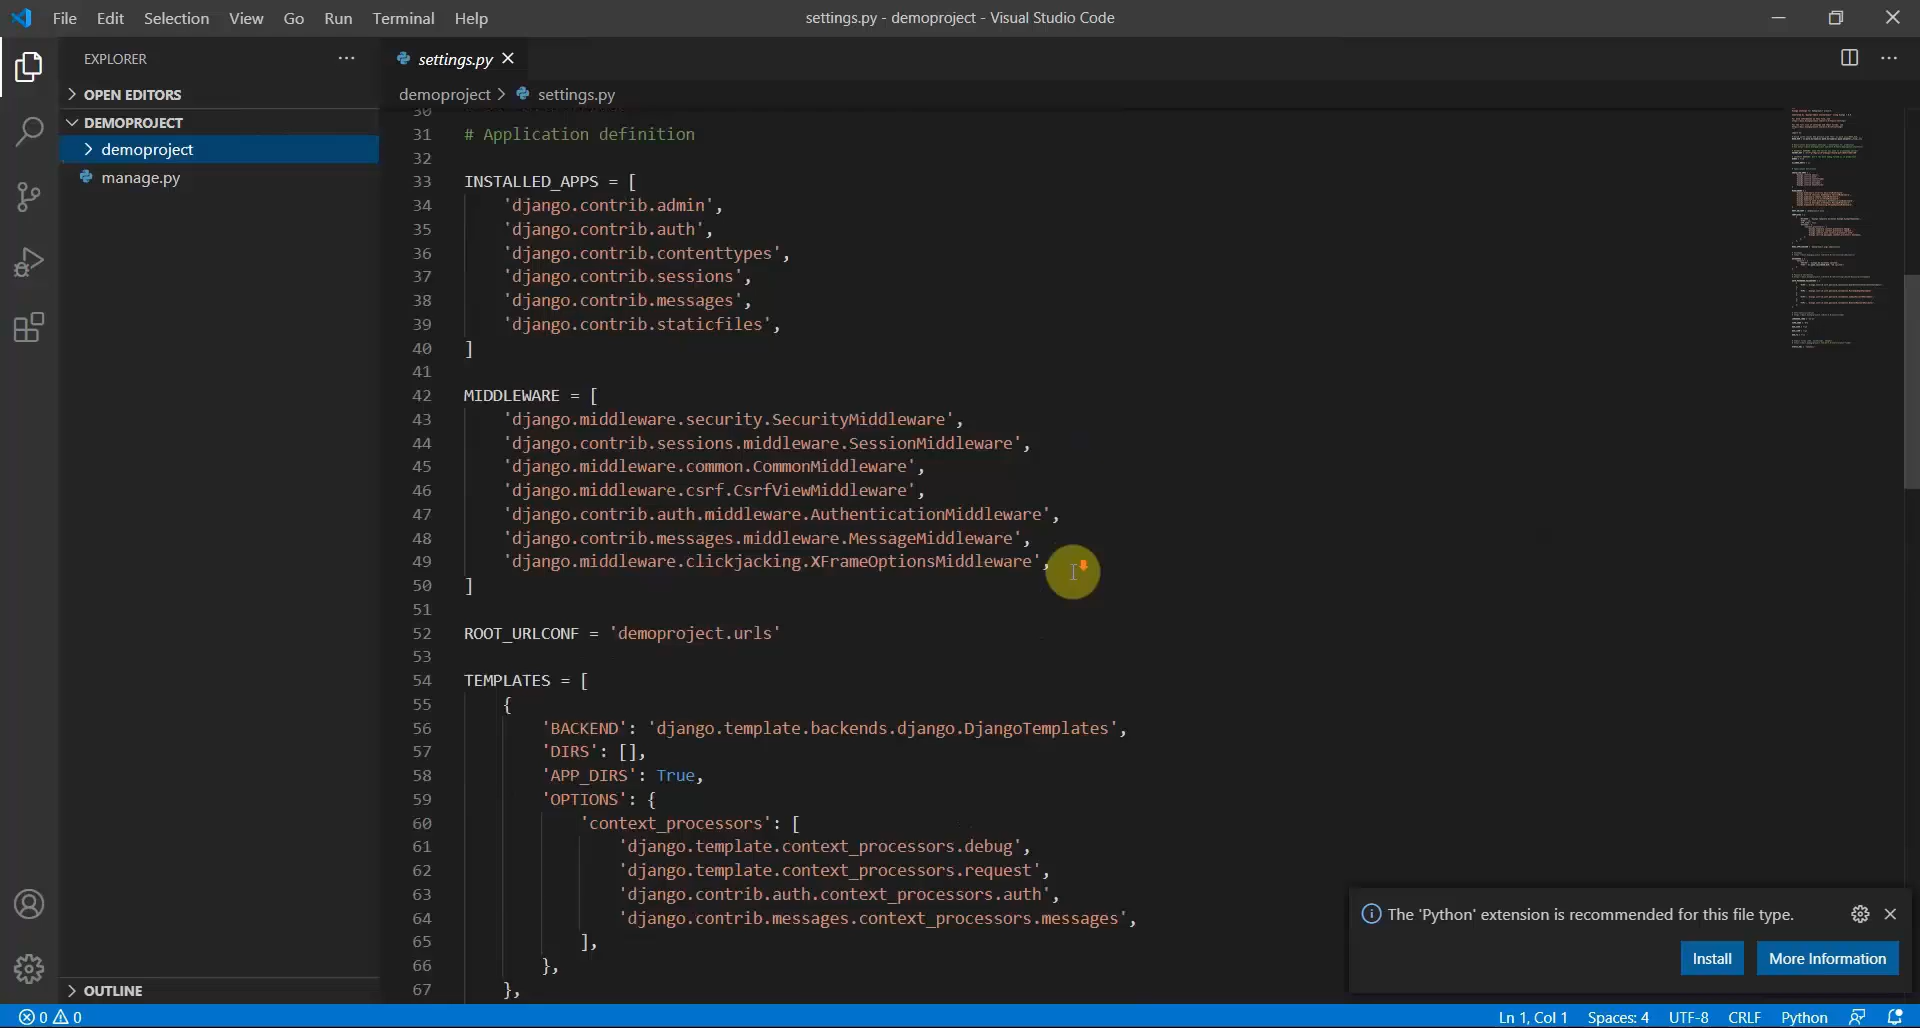 File Edit Selection View Go Run Terminal Help
settings.py - demoproject - Visual Studio Code
EXPLORER
OPEN EDITORS
DEMOPROJECT
demoproject
manage.py
OUTLINE
settings.py
demoproject > settings.py
30
31 # Application definition
32
33 INSTALLED_APPS = [
34 'django.contrib.admin',
35 'django.contrib.auth',
36 'django.contrib.contenttypes',
37 'django.contrib.sessions',
38 'django.contrib.messages',
39 'django.contrib.staticfiles',
40 ]
41
42 MIDDLEWARE = [
43 'django.middleware.security.SecurityMiddleware',
44 'django.contrib.sessions.middleware.SessionMiddleware',
45 'django.middleware.common.CommonMiddleware',
46 'django.middleware.csrf.CsrfViewMiddleware',
47 'django.contrib.auth.middleware.AuthenticationMiddleware',
48 'django.contrib.messages.middleware.MessageMiddleware',
49 'django.middleware.clickjacking.XFrameOptionsMiddleware',
50 ]
51
52 ROOT_URLCONF = 'demoproject.urls'
53
54 TEMPLATES = [
55 {
56 'BACKEND': 'django.template.backends.django.DjangoTemplates',
57 'DIRS': [],
58 'APP_DIRS': True,
59 'OPTIONS': {
60 'context_processors': [
61 'django.template.context_processors.debug',
62 'django.template.context_processors.request',
63 'django.contrib.auth.context_processors.auth',
64 'django.contrib.messages.context_processors.messages',
65 ],
66 },
67 },
The 'Python' extension is recommended for this file type.
Install
More Information
0 0
Ln 1, Col 1 Spaces: 4 UTF-8 CRLF Python